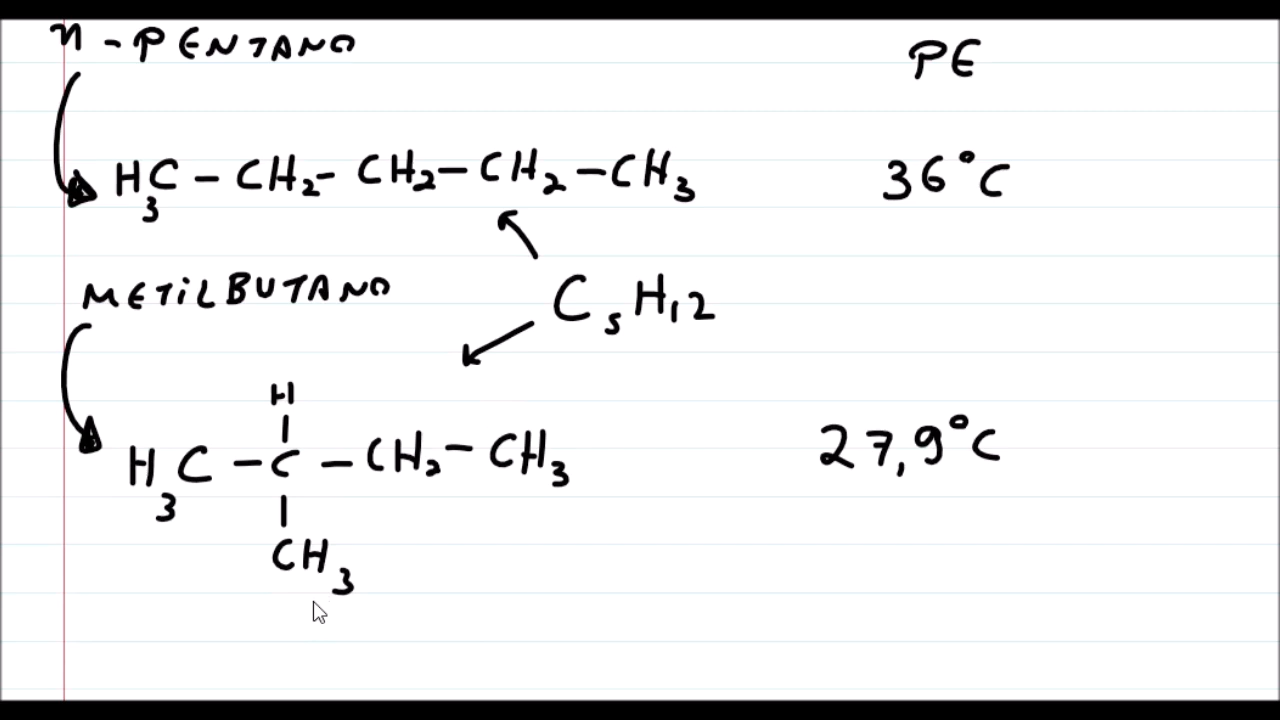 n-PENTANO
PE
H₃C-CH₂-CH₂-CH₂-CH₃
36°C
METiLBUTANO
C₅H₁₂
H
H₃C-C-CH₂-CH₃
27,9°C
CH₃